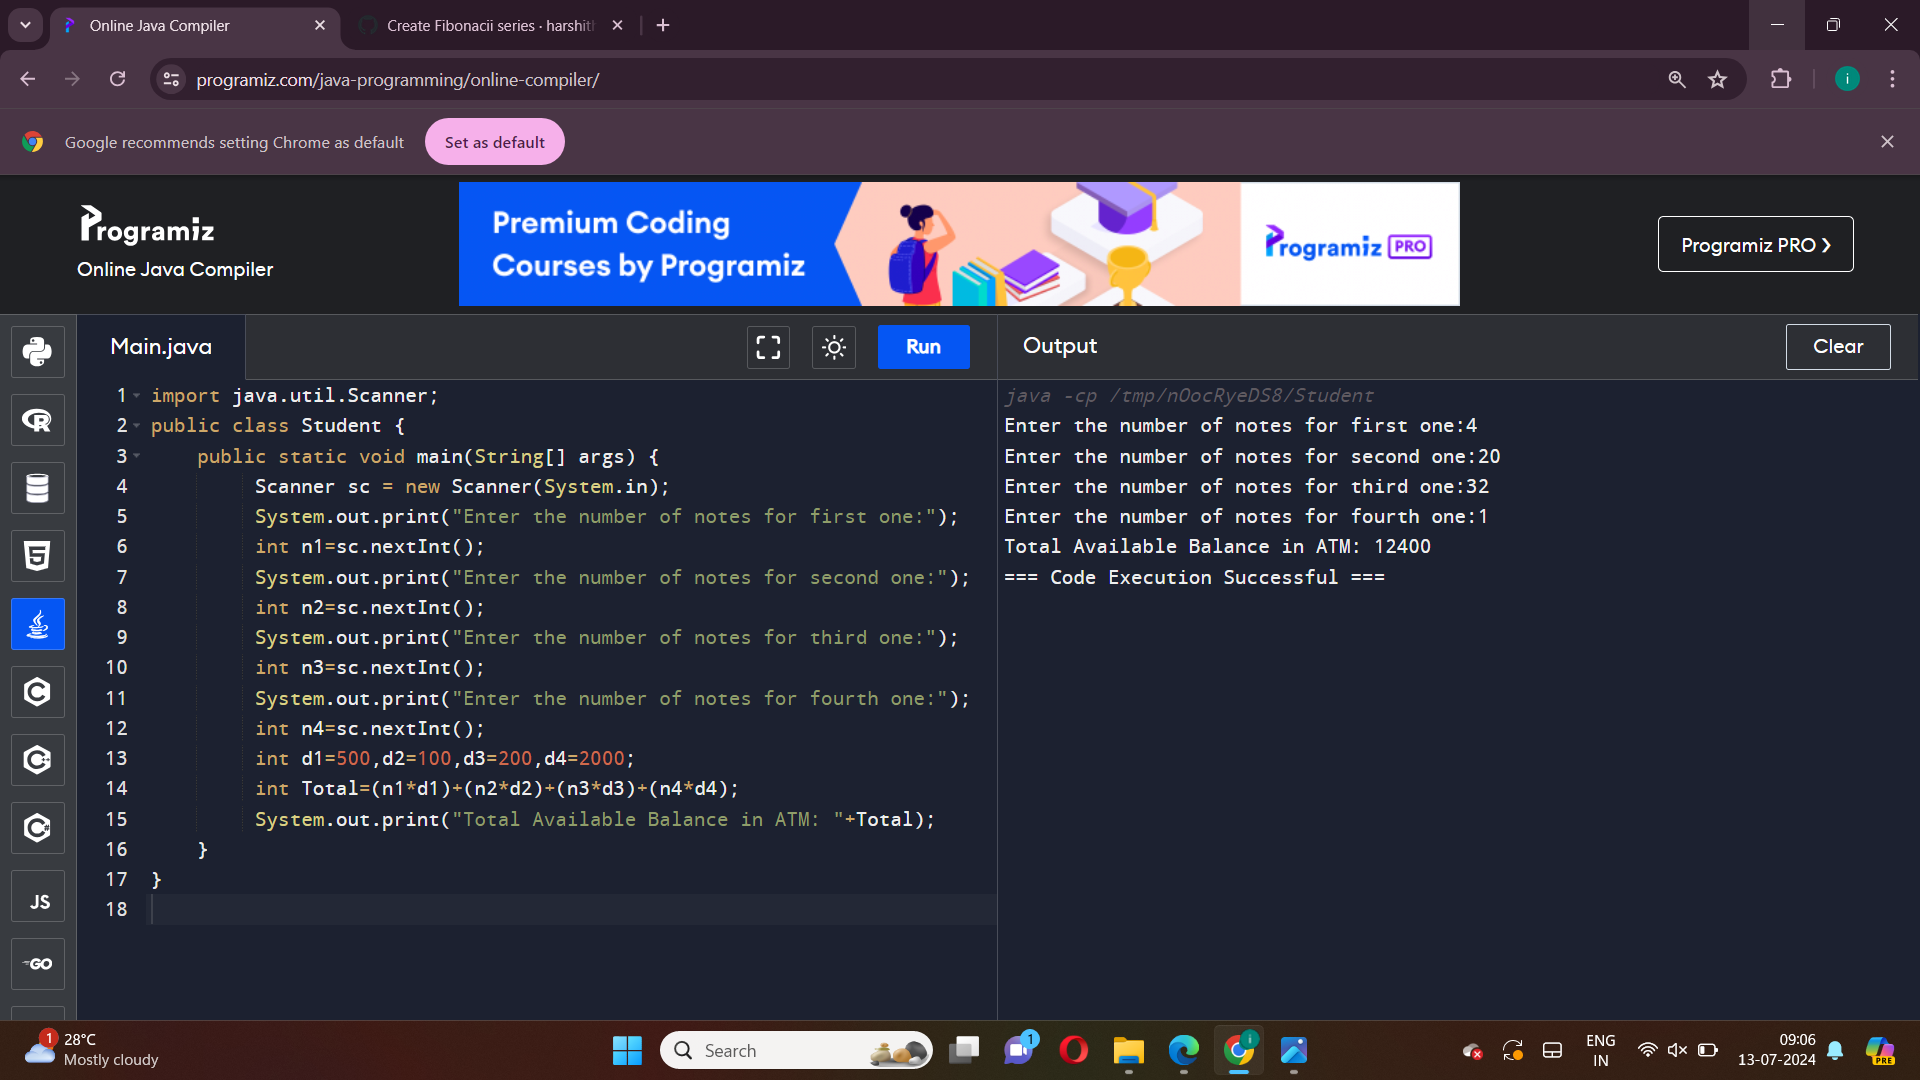 Online Java Compiler
Create Fibonacii series · harshith
programiz.com/java-programming/online-compiler/
i
Google recommends setting Chrome as default
Set as default
Programiz
Online Java Compiler
Premium Coding
Courses by Programiz
Programiz PRO
Programiz PRO ❯
Main.java
Run
Output
Clear
1 import java.util.Scanner;
2 public class Student {
3 public static void main(String[] args) {
4 Scanner sc = new Scanner(System.in);
5 System.out.print("Enter the number of notes for first one:");
6 int n1=sc.nextInt();
7 System.out.print("Enter the number of notes for second one:");
8 int n2=sc.nextInt();
9 System.out.print("Enter the number of notes for third one:");
10 int n3=sc.nextInt();
11 System.out.print("Enter the number of notes for fourth one:");
12 int n4=sc.nextInt();
13 int d1=500,d2=100,d3=200,d4=2000;
14 int Total=(n1*d1)+(n2*d2)+(n3*d3)+(n4*d4);
15 System.out.print("Total Available Balance in ATM: "+Total);
16 }
17 }
18
java -cp /tmp/nOocRyeDS8/Student
Enter the number of notes for first one:4
Enter the number of notes for second one:20
Enter the number of notes for third one:32
Enter the number of notes for fourth one:1
Total Available Balance in ATM: 12400
=== Code Execution Successful ===
R
5
C
C++
C#
JS
GO
1
28°C
Mostly cloudy
Search
1
i
ENG
IN
09:06
13-07-2024
PRE